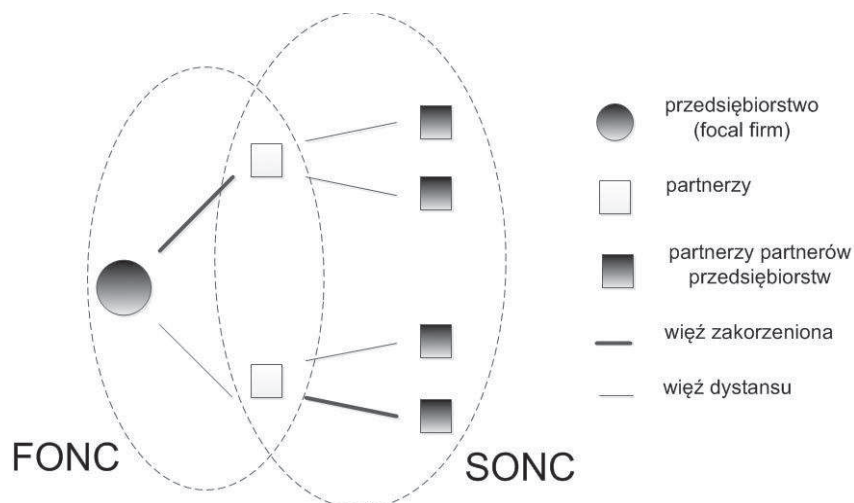 przedsiębiorstwo
(focal firm)
partnerzy
partnerzy partnerów
przedsiębiorstw
więź zakorzeniona
więź dystansu
FONC
SONC